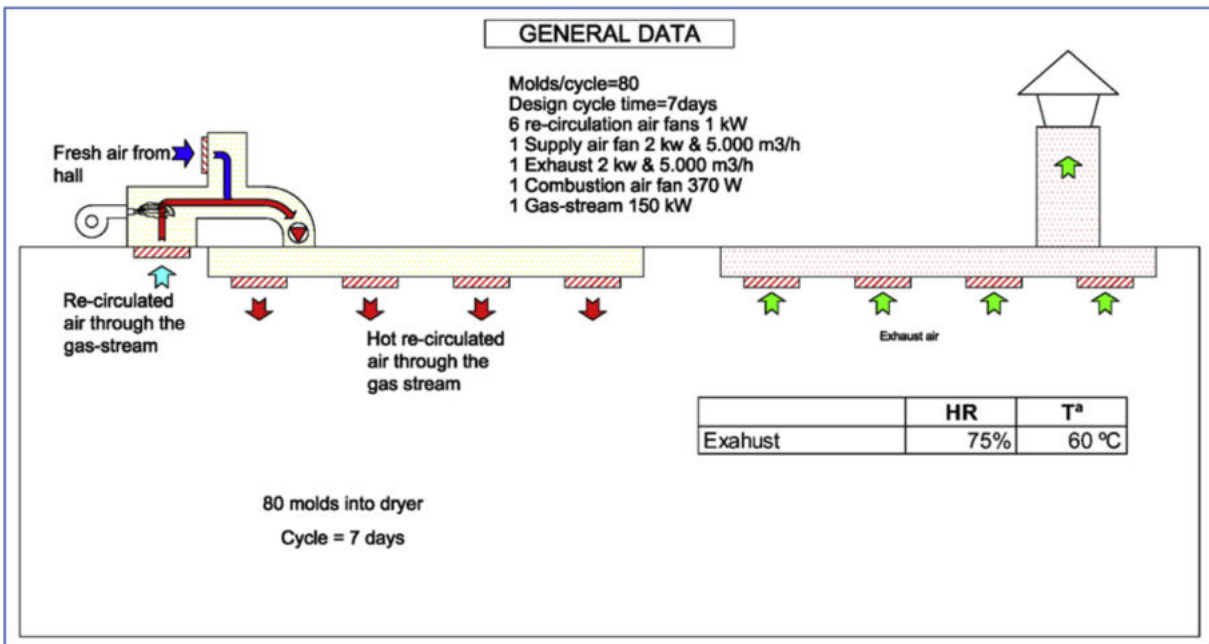 GENERAL DATA
Molds/cycle=80
Design cycle time=7days
6 re-circulation air fans 1 kW
1 Supply air fan 2 kw & 5.000 m3/h
1 Exhaust 2 kw & 5.000 m3/h
1 Combustion air fan 370 W
1 Gas-stream 150 kW
Fresh air from
hall
Re-circulated
air through the
gas-stream
Hot re-circulated
air through the
gas stream
Exhaust air
HR Tª
Exahust 75% 60 ºC
80 molds into dryer
Cycle = 7 days